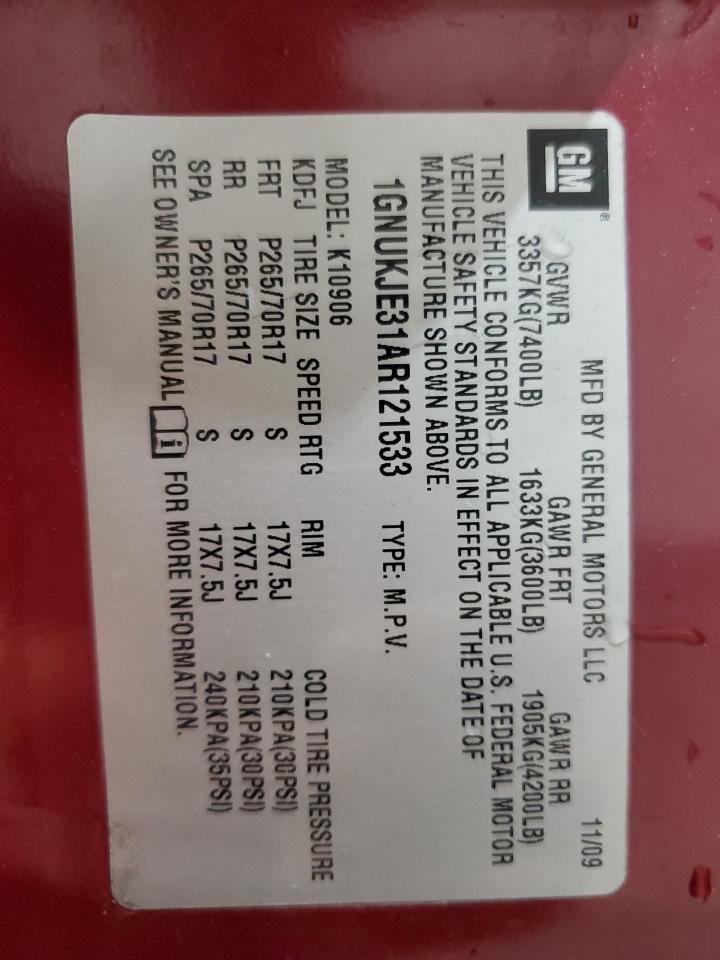 GM®
MFD BY GENERAL MOTORS LLC 11/09
GVWR GAWR FRT GAWR RR
3357KG(7400LB) 1633KG(3600LB) 1905KG(4200LB)
THIS VEHICLE CONFORMS TO ALL APPLICABLE U.S. FEDERAL MOTOR
VEHICLE SAFETY STANDARDS IN EFFECT ON THE DATE OF
MANUFACTURE SHOWN ABOVE.
1GNUKJE31AR121533 TYPE: M.P.V.
MODEL: K10906
KDFJ TIRE SIZE SPEED RTG RIM COLD TIRE PRESSURE
FRT P265/70R17 S 17X7.5J 210KPA(30PSI)
RR P265/70R17 S 17X7.5J 210KPA(30PSI)
SPA P265/70R17 S 17X7.5J 240KPA(35PSI)
SEE OWNER'S MANUAL i FOR MORE INFORMATION.